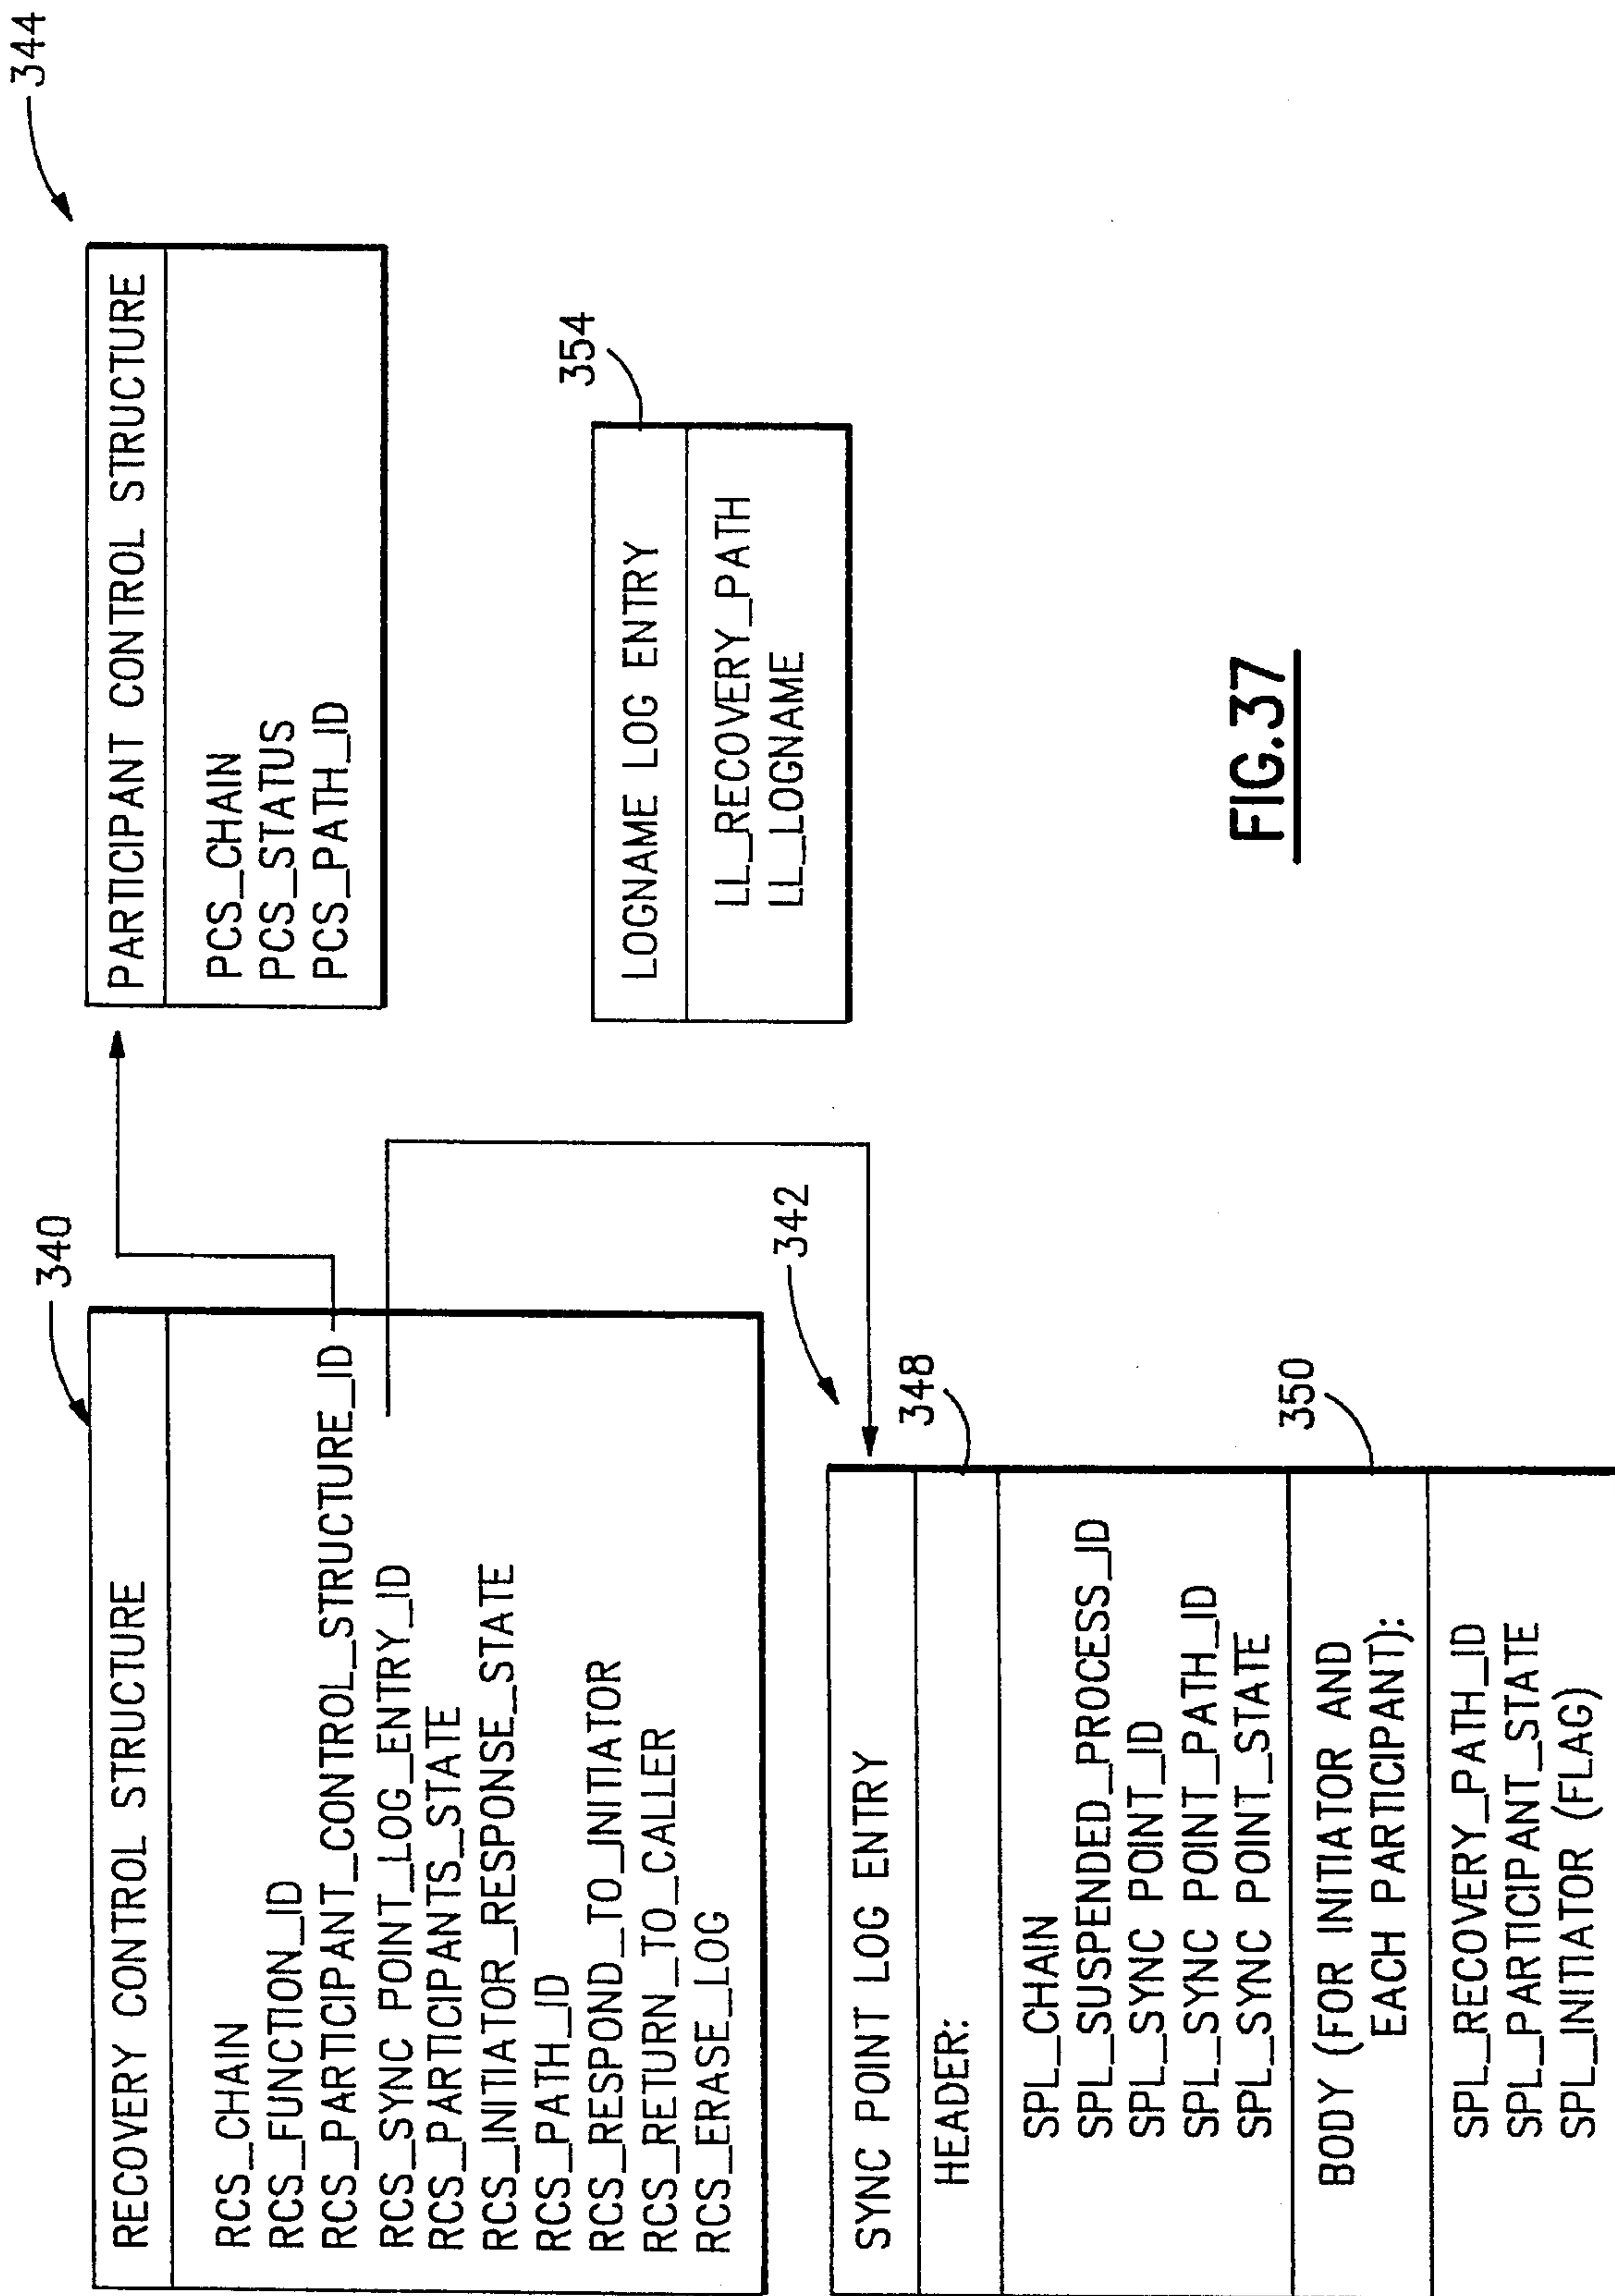 340
RECOVERY CONTROL STRUCTURE
RCS_CHAIN
RCS_FUNCTION_ID
RCS_PARTICIPANT_CONTROL_STRUCTURE_ID
RCS_SYNC POINT_LOG_ENTRY_ID
RCS_PARTICIPANTS_STATE
RCS_INITIATOR_RESPONSE_STATE
RCS_PATH_ID
RCS_RESPOND_TO_INITIATOR
RCS_RETURN_TO_CALLER
RCS_ERASE_LOG
344
PARTICIPANT CONTROL STRUCTURE
PCS_CHAIN
PCS_STATUS
PCS_PATH_ID
354
LOGNAME LOG ENTRY
LL_RECOVERY_PATH
LL_LOGNAME
342
SYNC POINT LOG ENTRY
348
HEADER:
SPL_CHAIN
SPL_SUSPENDED_PROCESS_ID
SPL_SYNC POINT_ID
SPL_SYNC POINT_PATH_ID
SPL_SYNC POINT_STATE
350
BODY (FOR INITIATOR AND
EACH PARTICIPANT):
SPL_RECOVERY_PATH_ID
SPL_PARTICIPANT_STATE
SPL_INITIATOR (FLAG)
FIG.37